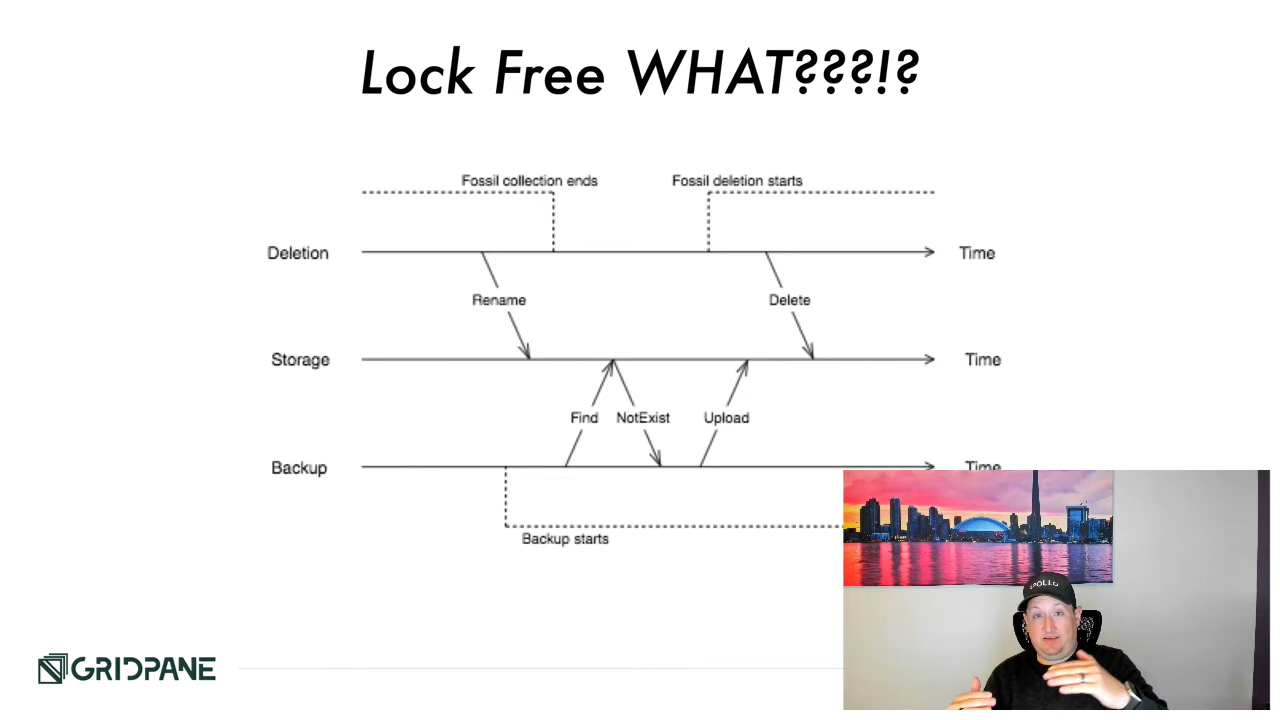 Lock Free WHAT???!?
Fossil collection ends
Fossil deletion starts
Deletion
Time
Rename
Delete
Storage
Time
Find
NotExist
Upload
Backup
Time
Backup starts
GRIDPANE